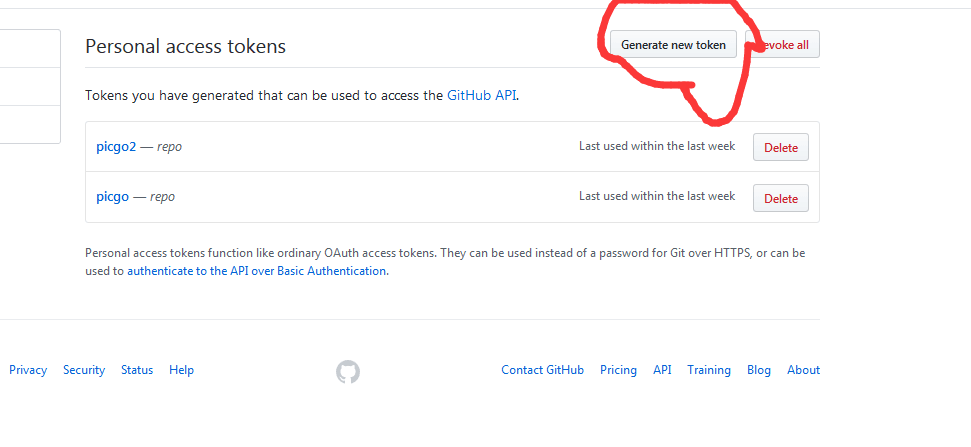 Personal access tokens
Generate new token
Revoke all
Tokens you have generated that can be used to access the GitHub API.
picgo2 — repo
Last used within the last week
Delete
picgo — repo
Last used within the last week
Delete
Personal access tokens function like ordinary OAuth access tokens. They can be used instead of a password for Git over HTTPS, or can be
used to authenticate to the API over Basic Authentication.
Privacy Security Status Help
Contact GitHub Pricing API Training Blog About